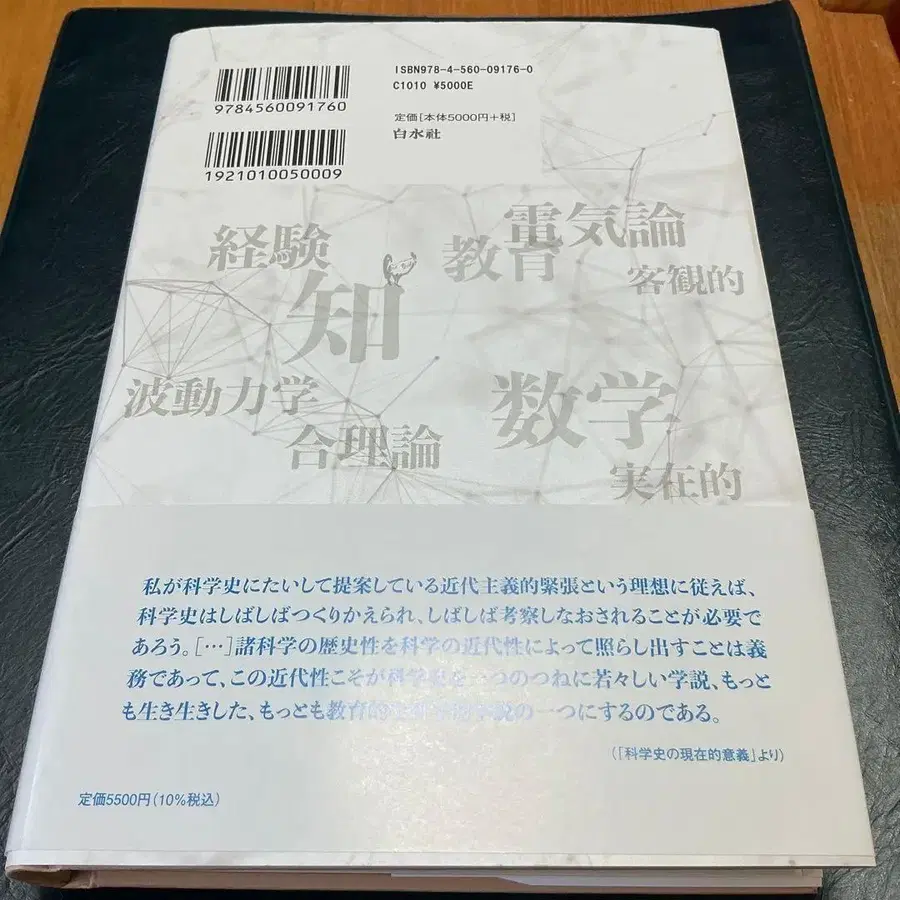 ISBN978-4-560-09176-0
C1010 ¥5000E
9784560091760
定価[本体5000円+税]
白水社
1921010050009
電気論
経験
教育
客観的
知
波動力学
数学
合理論
実在的
私が科学史にたいして提案している近代主義的緊張という理想に従えば、
科学史はしばしばつくりかえられ、しばしば考察しなおされることが必要で
あろう。[…]諸科学の歴史性を科学の近代性によって照らし出すことは義
務であって、この近代性こそが科学史を一つのつねに若々しい学説、もっと
も生き生きした、もっとも教育的な科学的学説の一つにするのである。
(「科学史の現在的意義」より)
定価5500円(10%税込)